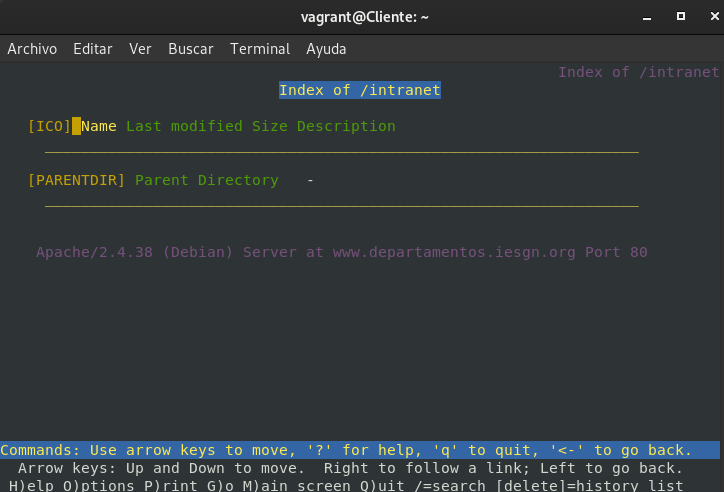 vagrant@Cliente: ~
Archivo Editar Ver Buscar Terminal Ayuda
Index of /intranet
Index of /intranet
[ICO] Name Last modified Size Description
[PARENTDIR] Parent Directory -
Apache/2.4.38 (Debian) Server at www.departamentos.iesgn.org Port 80
Commands: Use arrow keys to move, '?' for help, 'q' to quit, '<-' to go back.
Arrow keys: Up and Down to move. Right to follow a link; Left to go back.
H)elp O)ptions P)rint G)o M)ain screen Q)uit /=search [delete]=history list